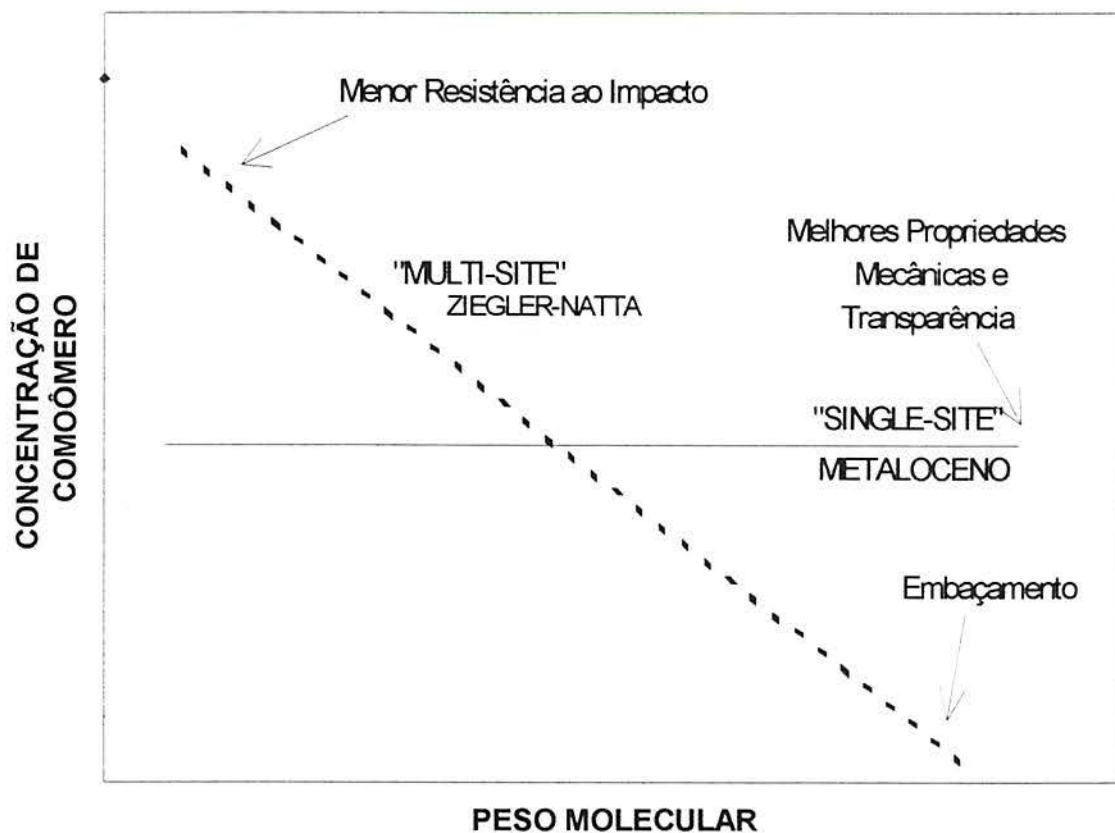 Menor Resistência ao Impacto
Melhores Propriedades
Mecânicas e
Transparência
"MULTI-SITE"
ZIEGLER-NATTA
"SINGLE-SITE"
METALOCENO
Embaçamento
CONCENTRAÇÃO DE
COMOÔMERO
PESO MOLECULAR